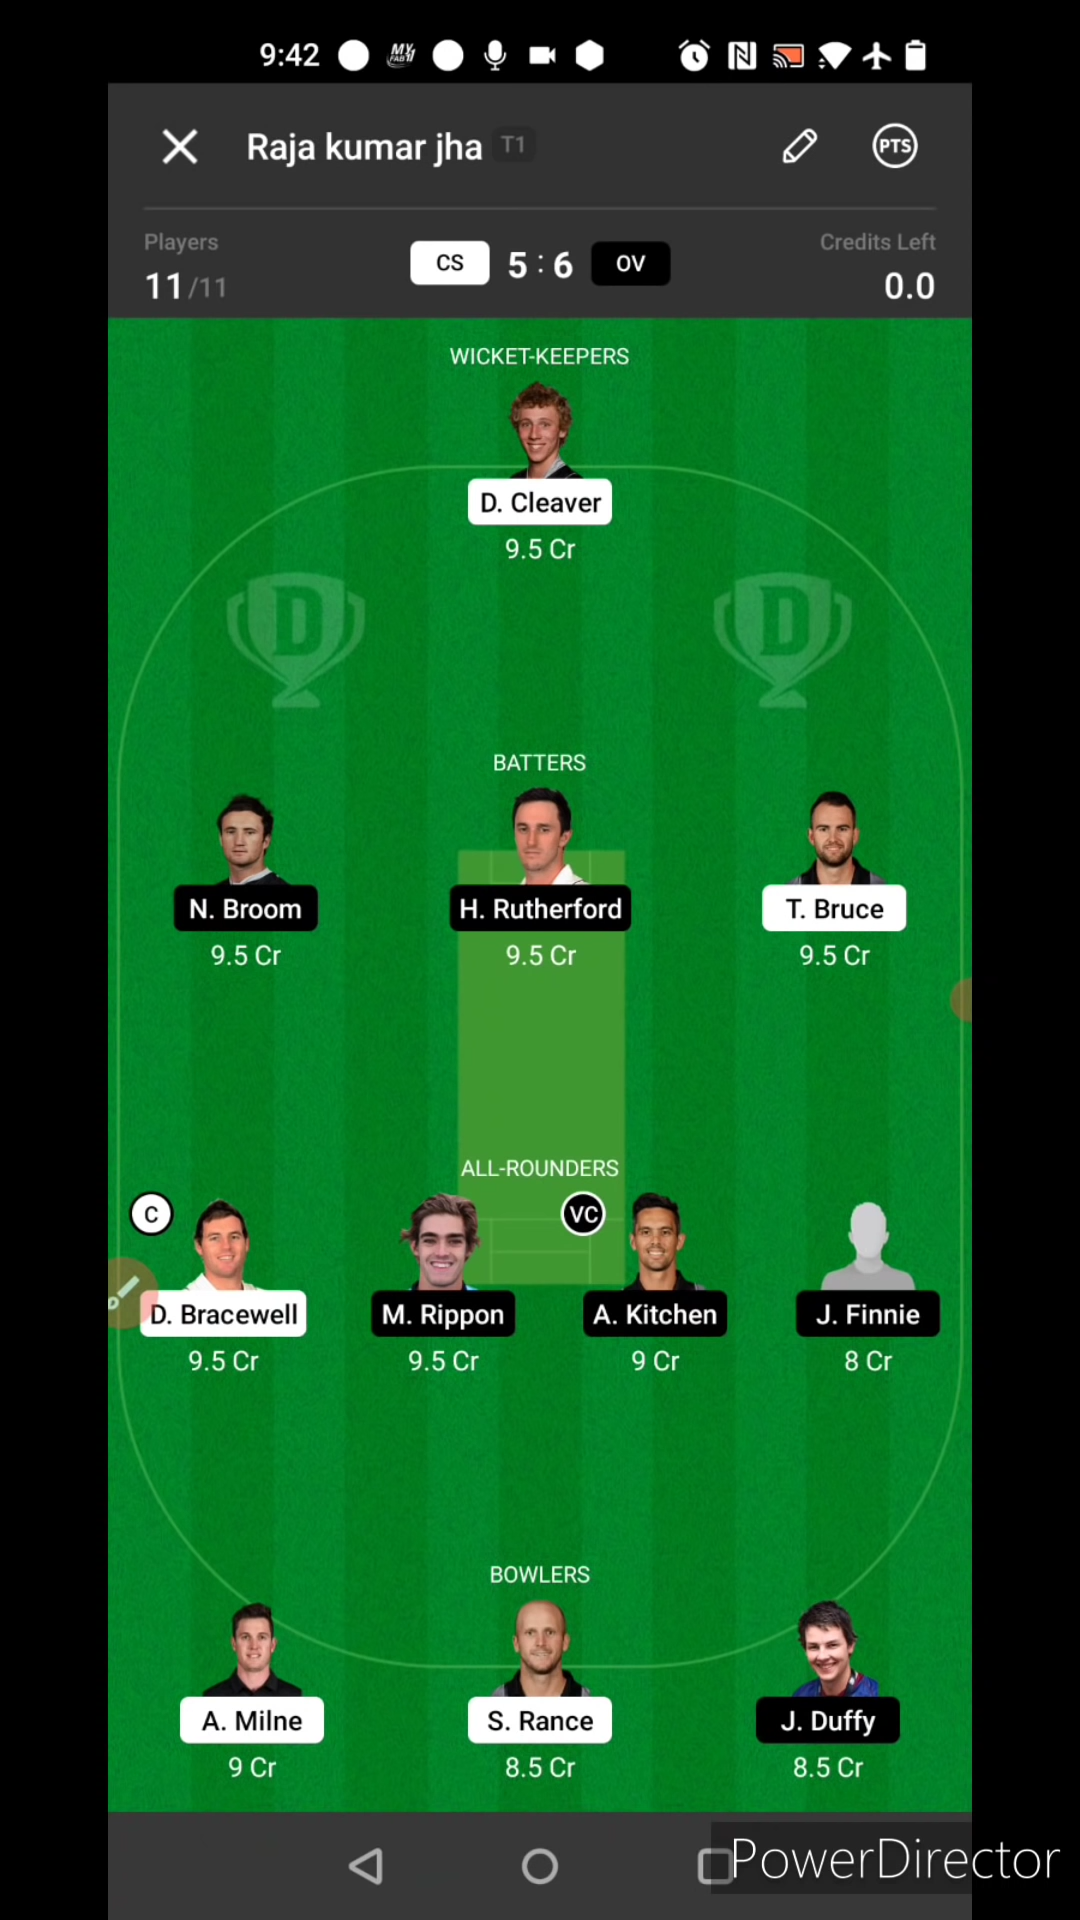 9:42
MY FAB11
Raja kumar jha T1
PTS
Players
Credits Left
11/11
CS 5 : 6 OV
0.0
WICKET-KEEPERS
D. Cleaver
9.5 Cr
D D
BATTERS
N. Broom H. Rutherford T. Bruce
9.5 Cr 9.5 Cr 9.5 Cr
ALL-ROUNDERS
C VC
D. Bracewell M. Rippon A. Kitchen J. Finnie
9.5 Cr 9.5 Cr 9 Cr 8 Cr
BOWLERS
A. Milne S. Rance J. Duffy
9 Cr 8.5 Cr 8.5 Cr
PowerDirector